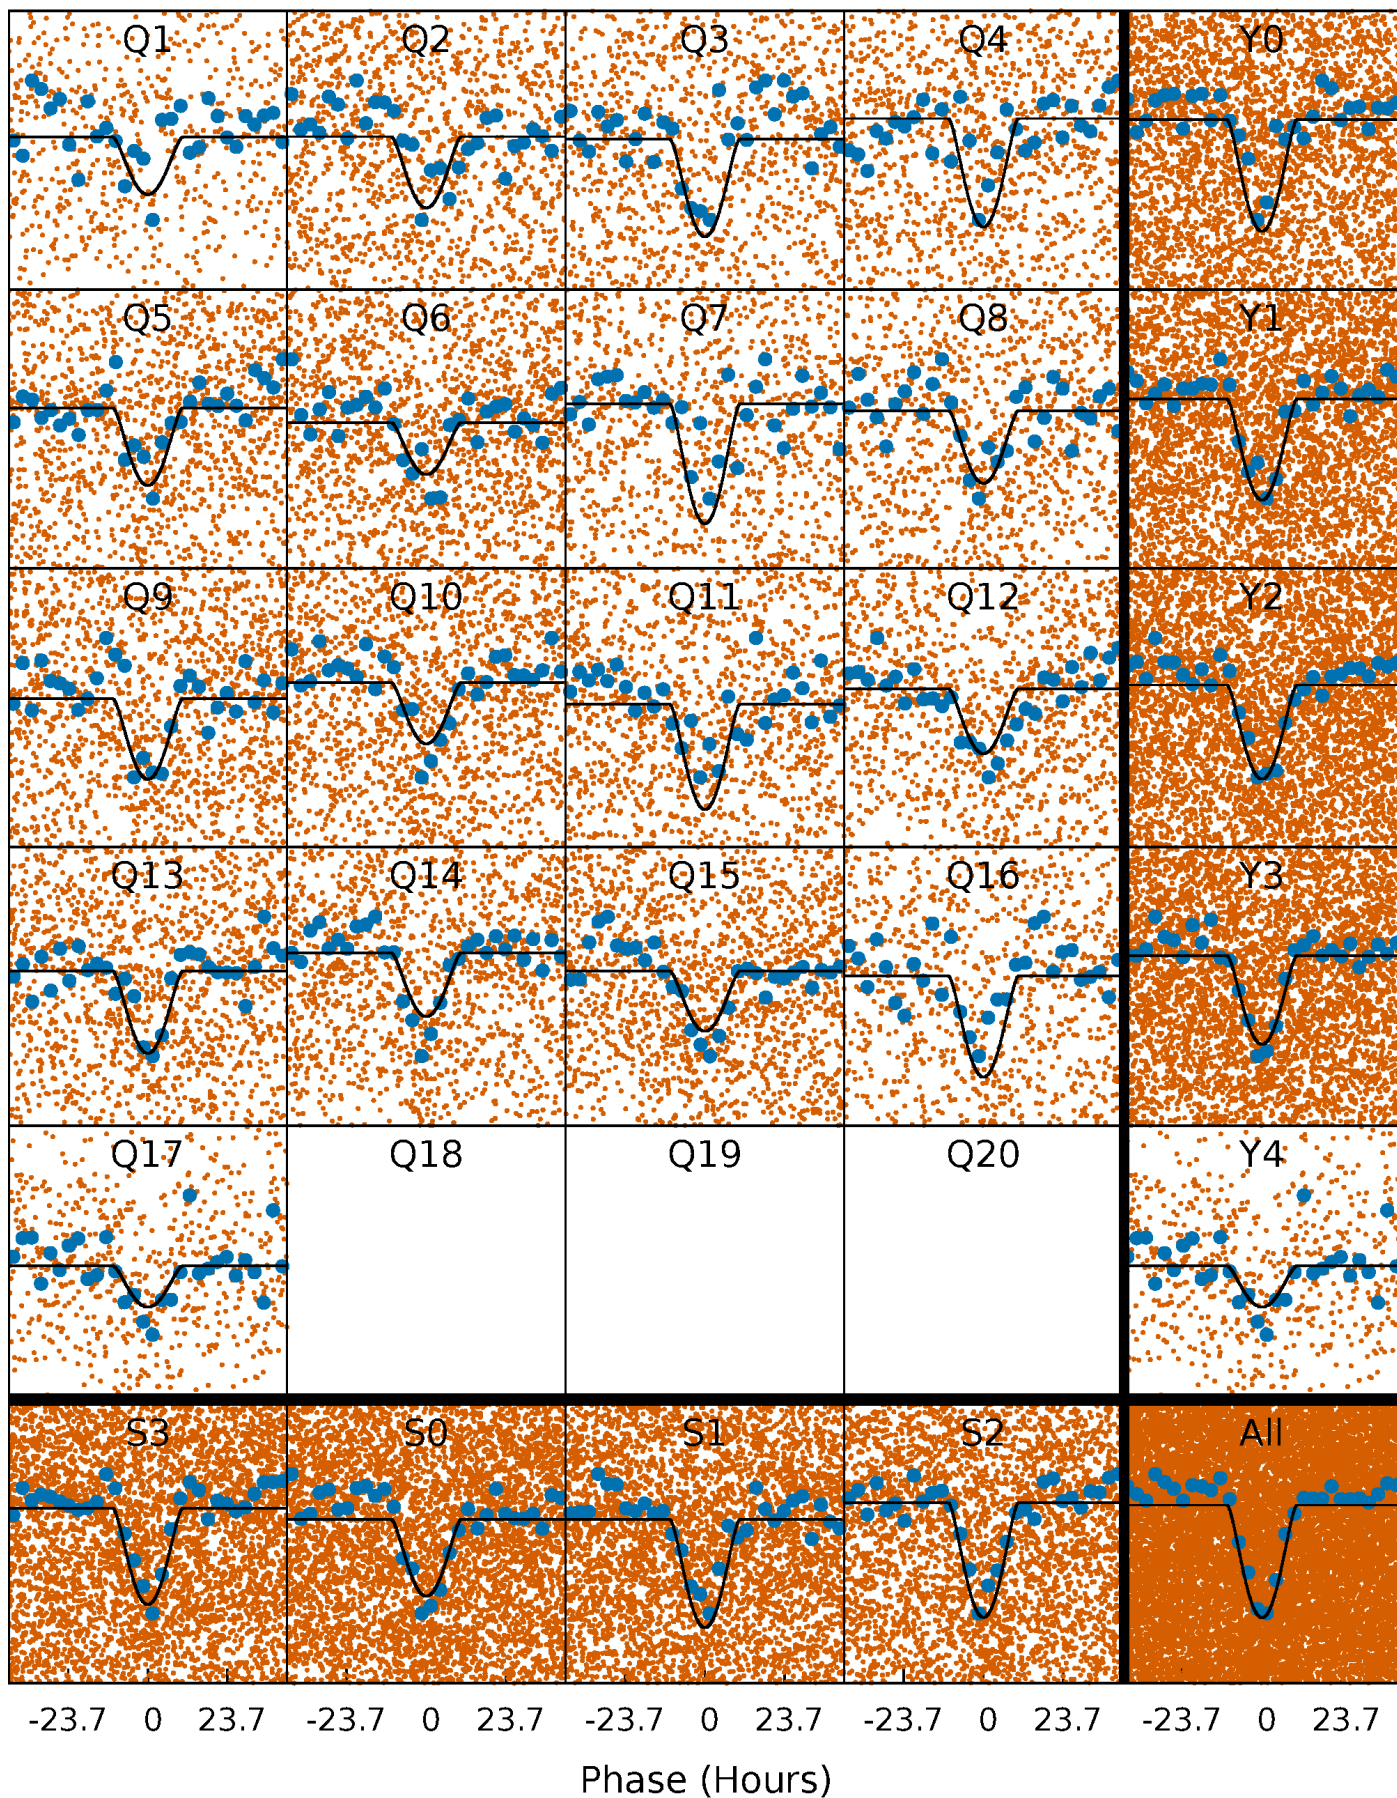 Q1 Q2 Q3 Q4 Y0
Q5 Q6 Q7 Q8 Y1
Q9 Q10 Q11 Q12 Y2
Q13 Q14 Q15 Q16 Y3
Q17 Q18 Q19 Q20 Y4
S3 S0 S1 S2 All
-23.7 0 23.7 -23.7 0 23.7 -23.7 0 23.7 -23.7 0 23.7 -23.7 0 23.7
Phase (Hours)